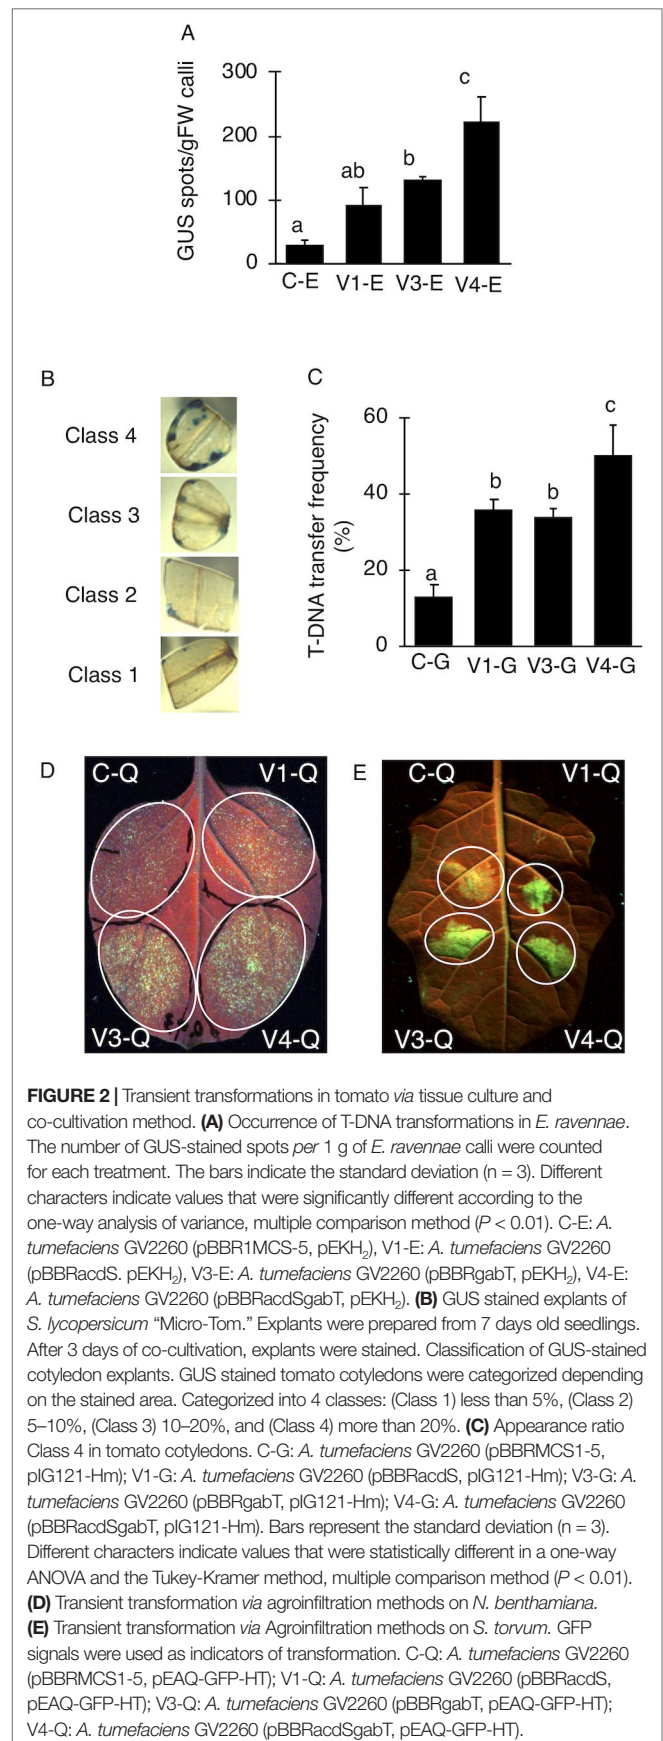 A
GUS spots/gFW calli
300
200
100
0
a
ab
b
c
C-E V1-E V3-E V4-E
B
Class 4
Class 3
Class 2
Class 1
C
T-DNA transfer frequency
(%)
60
40
20
0
a
b
b
c
C-G V1-G V3-G V4-G
D
C-Q V1-Q
V3-Q V4-Q
E
C-Q V1-Q
V3-Q V4-Q
FIGURE 2 | Transient transformations in tomato via tissue culture and
co-cultivation method. (A) Occurrence of T-DNA transformations in E. ravennae.
The number of GUS-stained spots per 1 g of E. ravennae calli were counted
for each treatment. The bars indicate the standard deviation (n = 3). Different
characters indicate values that were significantly different according to the
one-way analysis of variance, multiple comparison method (P < 0.01). C-E: A.
tumefaciens GV2260 (pBBR1MCS-5, pEKH₂), V1-E: A. tumefaciens GV2260
(pBBRacdS. pEKH₂), V3-E: A. tumefaciens GV2260 (pBBRgabT, pEKH₂), V4-E:
A. tumefaciens GV2260 (pBBRacdSgabT, pEKH₂). (B) GUS stained explants of
S. lycopersicum “Micro-Tom.” Explants were prepared from 7 days old seedlings.
After 3 days of co-cultivation, explants were stained. Classification of GUS-stained
cotyledon explants. GUS stained tomato cotyledons were categorized depending
on the stained area. Categorized into 4 classes: (Class 1) less than 5%, (Class 2)
5–10%, (Class 3) 10–20%, and (Class 4) more than 20%. (C) Appearance ratio
Class 4 in tomato cotyledons. C-G: A. tumefaciens GV2260 (pBBRMCS1-5,
pIG121-Hm); V1-G: A. tumefaciens GV2260 (pBBRacdS, pIG121-Hm); V3-G: A.
tumefaciens GV2260 (pBBRgabT, pIG121-Hm); V4-G: A. tumefaciens GV2260
(pBBRacdSgabT, pIG121-Hm). Bars represent the standard deviation (n = 3).
Different characters indicate values that were statistically different in a one-way
ANOVA and the Tukey-Kramer method, multiple comparison method (P < 0.01).
(D) Transient transformation via agroinfiltration methods on N. benthamiana.
(E) Transient transformation via Agroinfiltration methods on S. torvum. GFP
signals were used as indicators of transformation. C-Q: A. tumefaciens GV2260
(pBBRMCS1-5, pEAQ-GFP-HT); V1-Q: A. tumefaciens GV2260 (pBBRacdS,
pEAQ-GFP-HT); V3-Q: A. tumefaciens GV2260 (pBBRgabT, pEAQ-GFP-HT);
V4-Q: A. tumefaciens GV2260 (pBBRacdSgabT, pEAQ-GFP-HT).